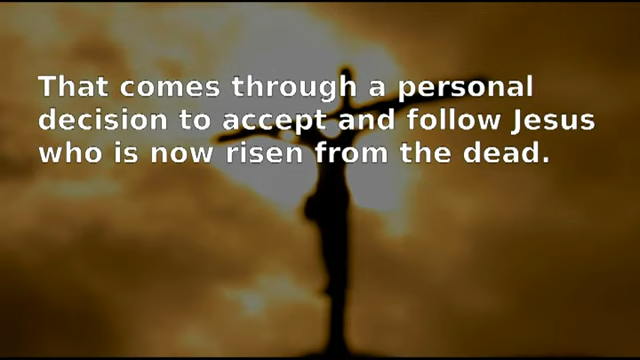 That comes through a personal
decision to accept and follow Jesus
who is now risen from the dead.